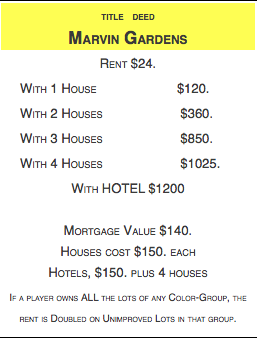 TITLE DEED
MARVIN GARDENS
RENT $24.
WITH 1 HOUSE $120.
WITH 2 HOUSES $360.
WITH 3 HOUSES $850.
WITH 4 HOUSES $1025.
WITH HOTEL $1200
MORTGAGE VALUE $140.
HOUSES COST $150. EACH
HOTELS, $150. PLUS 4 HOUSES
IF A PLAYER OWNS ALL THE LOTS OF ANY COLOR-GROUP, THE
RENT IS DOUBLED ON UNIMPROVED LOTS IN THAT GROUP.